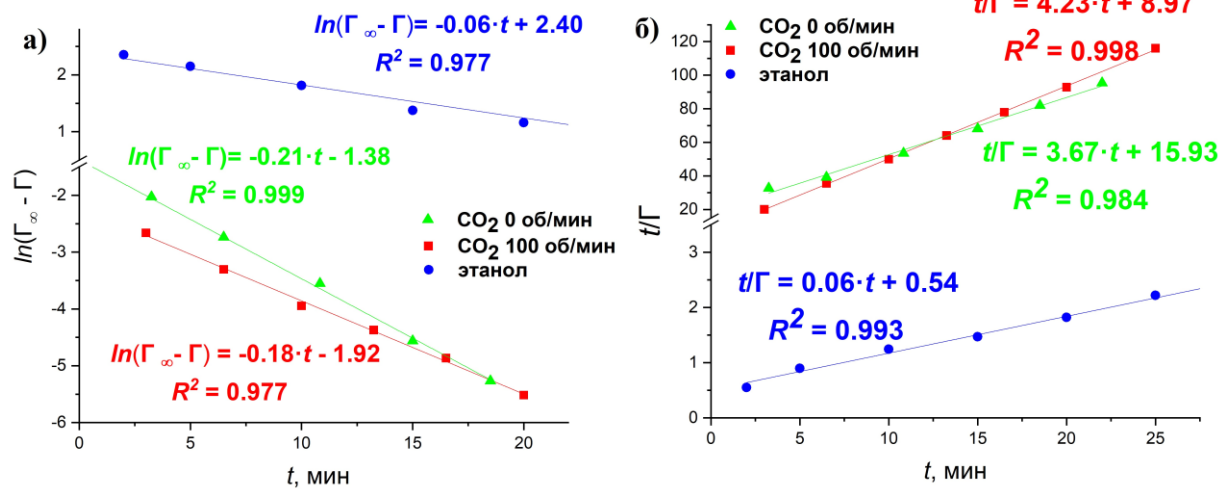 а)
ln(Γ ∞- Γ)= -0.06·t + 2.40
R² = 0.977
ln(Γ ∞- Γ)= -0.21·t - 1.38
R² = 0.999
CO₂ 0 об/мин
CO₂ 100 об/мин
этанол
ln(Γ ∞- Γ) = -0.18·t - 1.92
R² = 0.977
ln(Γ∞ - Γ)
2
1
-2
-3
-4
-5
-6
0 5 10 15 20
t, мин
б)
t/Γ = 4.23·t + 8.97
R² = 0.998
CO₂ 0 об/мин
CO₂ 100 об/мин
этанол
t/Γ = 3.67·t + 15.93
R² = 0.984
t/Γ = 0.06·t + 0.54
R² = 0.993
t/Γ
120
100
80
60
40
20
3
2
1
0
0 5 10 15 20 25
t, мин